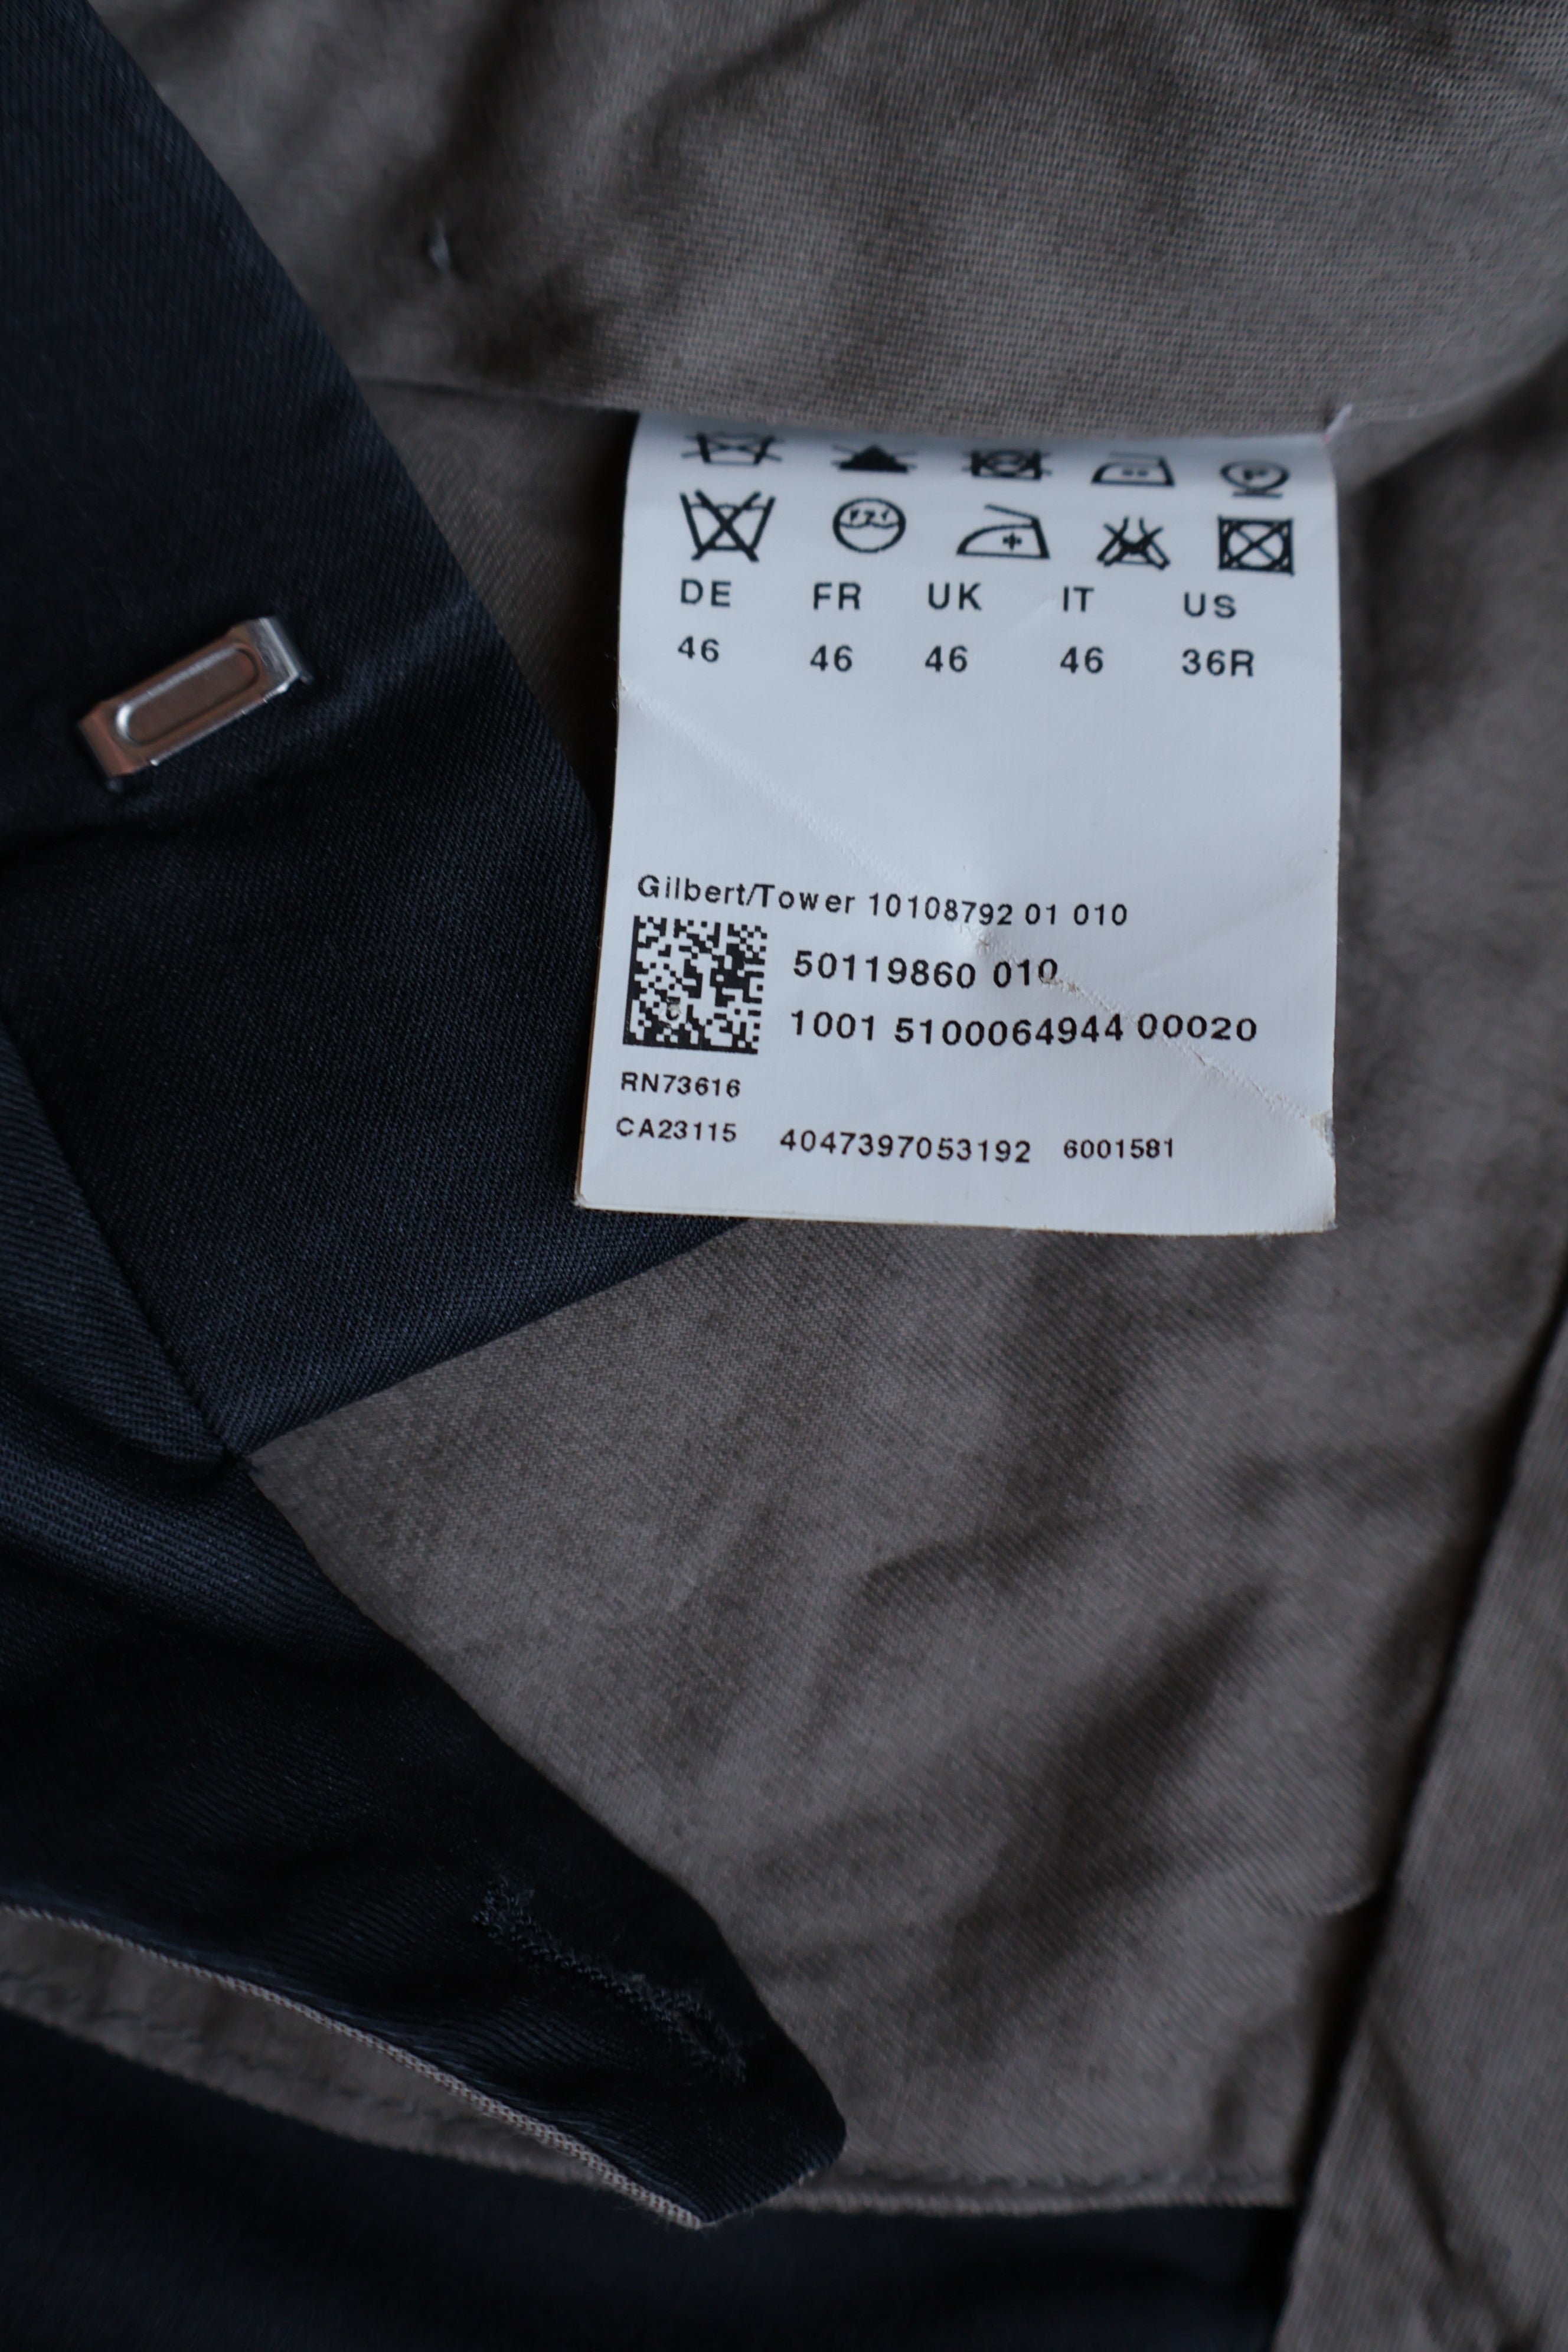 DE FR UK IT US
46 46 46 46 36R
Gilbert/Tower 10108792 01 010
50119860 010
1001 5100064944 00020
RN73616
CA23115 4047397053192 6001581